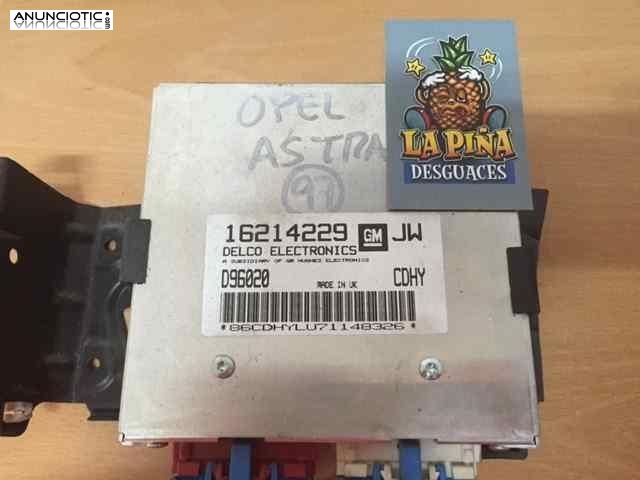 ANUNCIOTIC
.com
OPEL
ASTRA
97
LA PIÑA
DESGUACES
16214229 GM JW
DELCO ELECTRONICS
A SUBSIDIARY OF GM HUGHES ELECTRONICS
D96020 MADE IN UK CDHY
*86CDHYLU71148326*